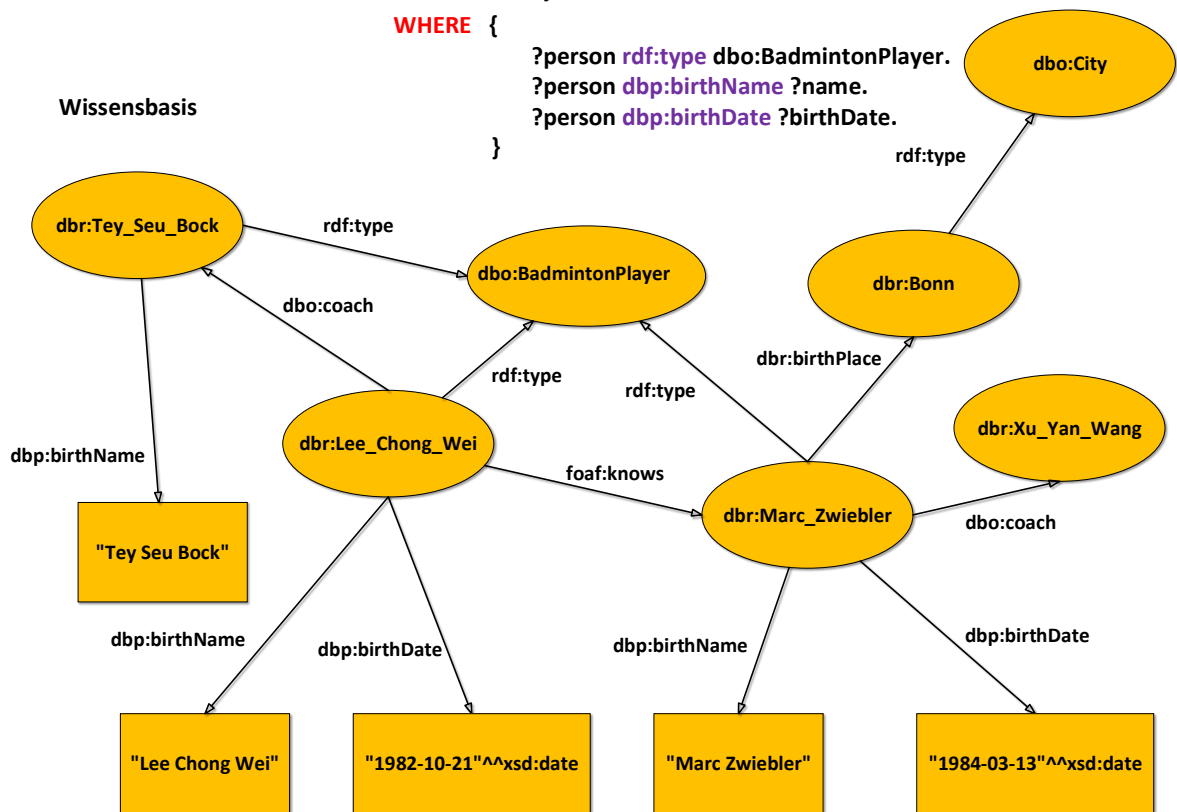 WHERE {
?person rdf:type dbo:BadmintonPlayer.
?person dbp:birthName ?name.
?person dbp:birthDate ?birthDate.
}
Wissensbasis
dbo:City
rdf:type
dbr:Tey_Seu_Bock
rdf:type
dbo:BadmintonPlayer
dbr:Bonn
dbo:coach
dbr:birthPlace
rdf:type
rdf:type
dbr:Lee_Chong_Wei
dbr:Xu_Yan_Wang
dbp:birthName
foaf:knows
dbr:Marc_Zwiebler
dbo:coach
"Tey Seu Bock"
dbp:birthName
dbp:birthDate
dbp:birthName
dbp:birthDate
"Lee Chong Wei"
"1982-10-21"^^xsd:date
"Marc Zwiebler"
"1984-03-13"^^xsd:date